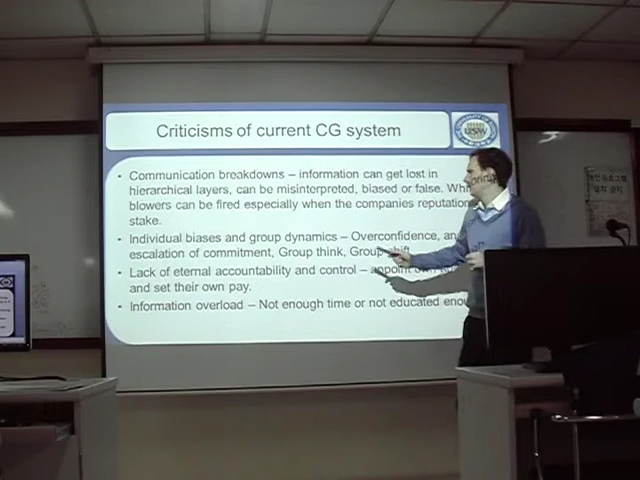 Criticisms of current CG system
USW
• Communication breakdowns – information can get lost in
hierarchical layers, can be misinterpreted, biased or false. Wh
blowers can be fired especially when the companies reputation
stake.
• Individual biases and group dynamics – Overconfidence, an
escalation of commitment, Group think, Group shift
• Lack of eternal accountability and control – appoint own
and set their own pay.
• Information overload – Not enough time or not educated enou